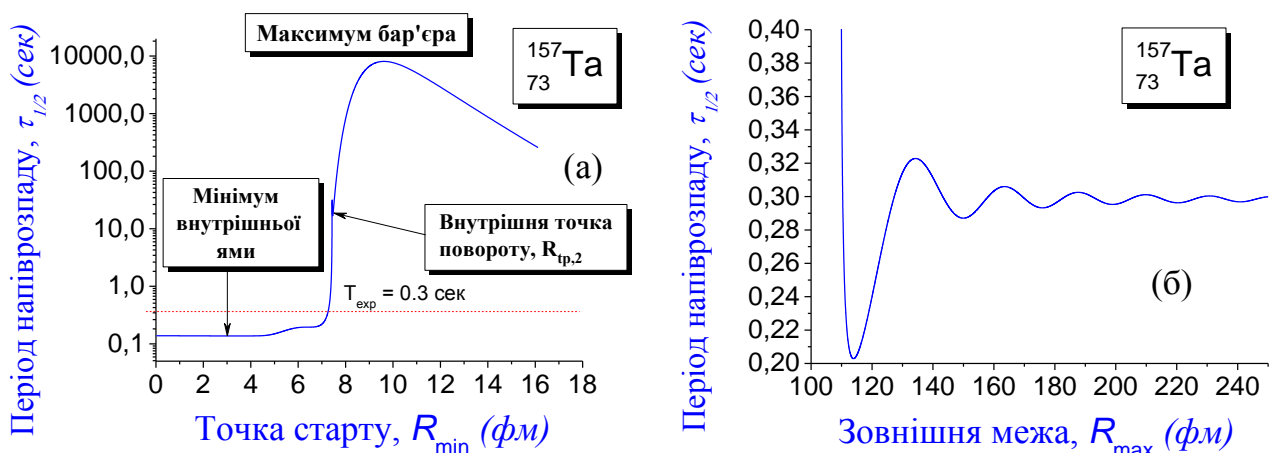 Період напіврозпаду, τ1/2 (сек)
10000,0
1000,0
100,0
10,0
1,0
0,1
0 2 4 6 8 10 12 14 16 18
Точка старту, Rmin (фм)
Максимум бар'єра
157
73 Ta
(а)
Мінімум
внутрішньої
ями
Внутрішня точка
повороту, Rtp,2
Texp = 0.3 сек
Період напіврозпаду, τ1/2 (сек)
0,40
0,38
0,36
0,34
0,32
0,30
0,28
0,26
0,24
0,22
0,20
100 120 140 160 180 200 220 240
Зовнішня межа, Rmax (фм)
157
73 Ta
(б)